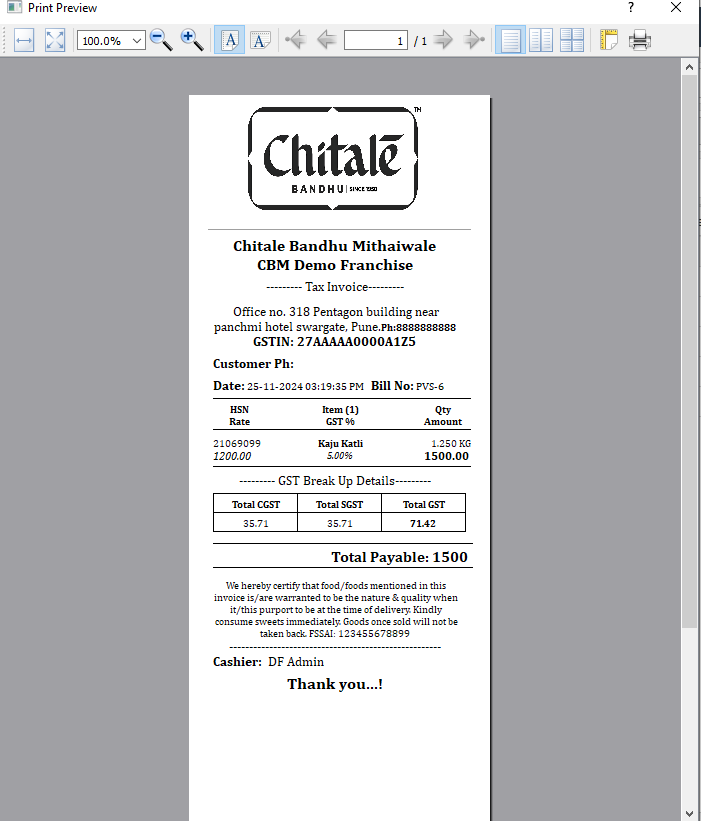 Print Preview
?
100.0%
A
A
1 / 1
TM
Chitalē
BANDHU | SINCE 1950
Chitale Bandhu Mithaiwale
CBM Demo Franchise
--------- Tax Invoice---------
Office no. 318 Pentagon building near
panchmi hotel swargate, Pune.Ph:8888888888
GSTIN: 27AAAAA0000A1Z5
Customer Ph:
Date: 25-11-2024 03:19:35 PM Bill No: PVS-6
HSN Item (1) Qty
Rate GST % Amount
21069099 Kaju Katli 1.250 KG
1200.00 5.00% 1500.00
--------- GST Break Up Details---------
Total CGST Total SGST Total GST
35.71 35.71 71.42
Total Payable: 1500
We hereby certify that food/foods mentioned in this
invoice is/are warranted to be the nature & quality when
it/this purport to be at the time of delivery. Kindly
consume sweets immediately. Goods once sold will not be
taken back. FSSAI: 123455678899
-----------------------------------------------------
Cashier: DF Admin
Thank you...!